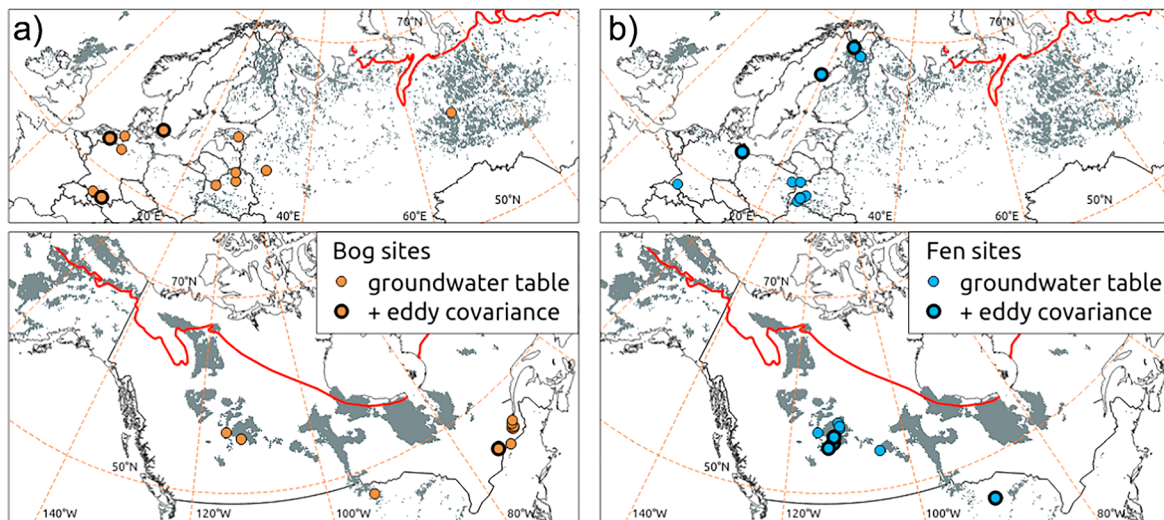 a)
70°N
50°N
20°E
40°E
60°E
b)
70°N
50°N
20°E
40°E
60°E
Bog sites
groundwater table
+ eddy covariance
70°N
50°N
140°W
120°W
100°W
80°W
Fen sites
groundwater table
+ eddy covariance
70°N
50°N
140°W
120°W
100°W
80°W